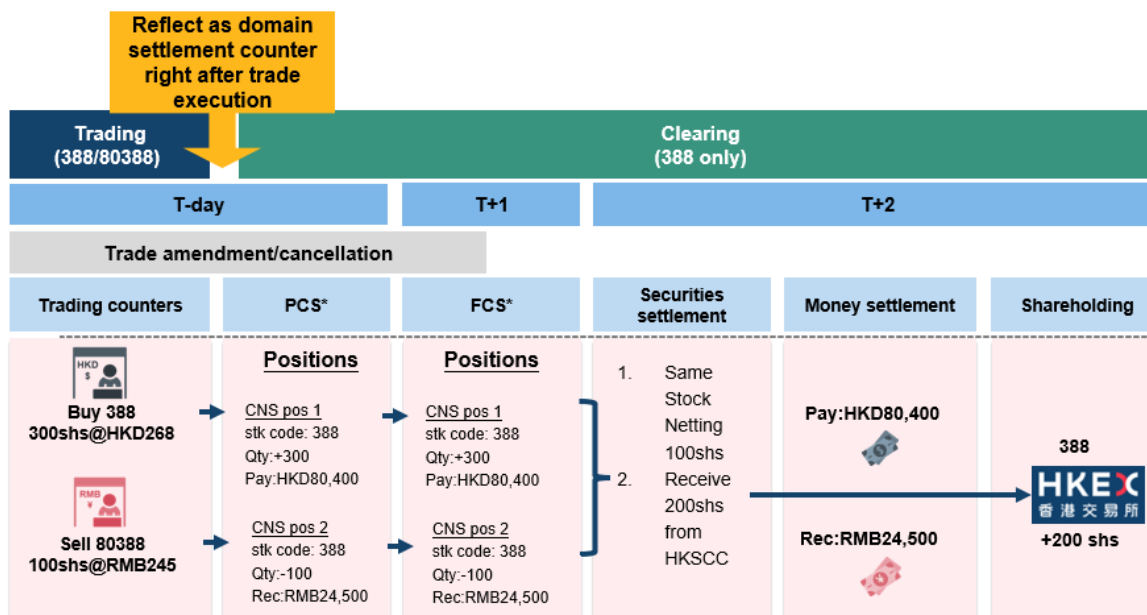 Reflect as domain
settlement counter
right after trade
execution
Trading
(388/80388)
Clearing
(388 only)
T-day
T+1
T+2
Trade amendment/cancellation
Trading counters
PCS*
FCS*
Securities
settlement
Money settlement
Shareholding
HKD
$
Buy 388
300shs@HKD268
RMB
¥
Sell 80388
100shs@RMB245
Positions
CNS pos 1
stk code: 388
Qty:+300
Pay:HKD80,400
CNS pos 2
stk code: 388
Qty:-100
Rec:RMB24,500
Positions
CNS pos 1
stk code: 388
Qty:+300
Pay:HKD80,400
CNS pos 2
stk code: 388
Qty:-100
Rec:RMB24,500
1. Same
Stock
Netting
100shs
2. Receive
200shs
from
HKSCC
Pay:HKD80,400
Rec:RMB24,500
388
HKEX
香港交易所
+200 shs